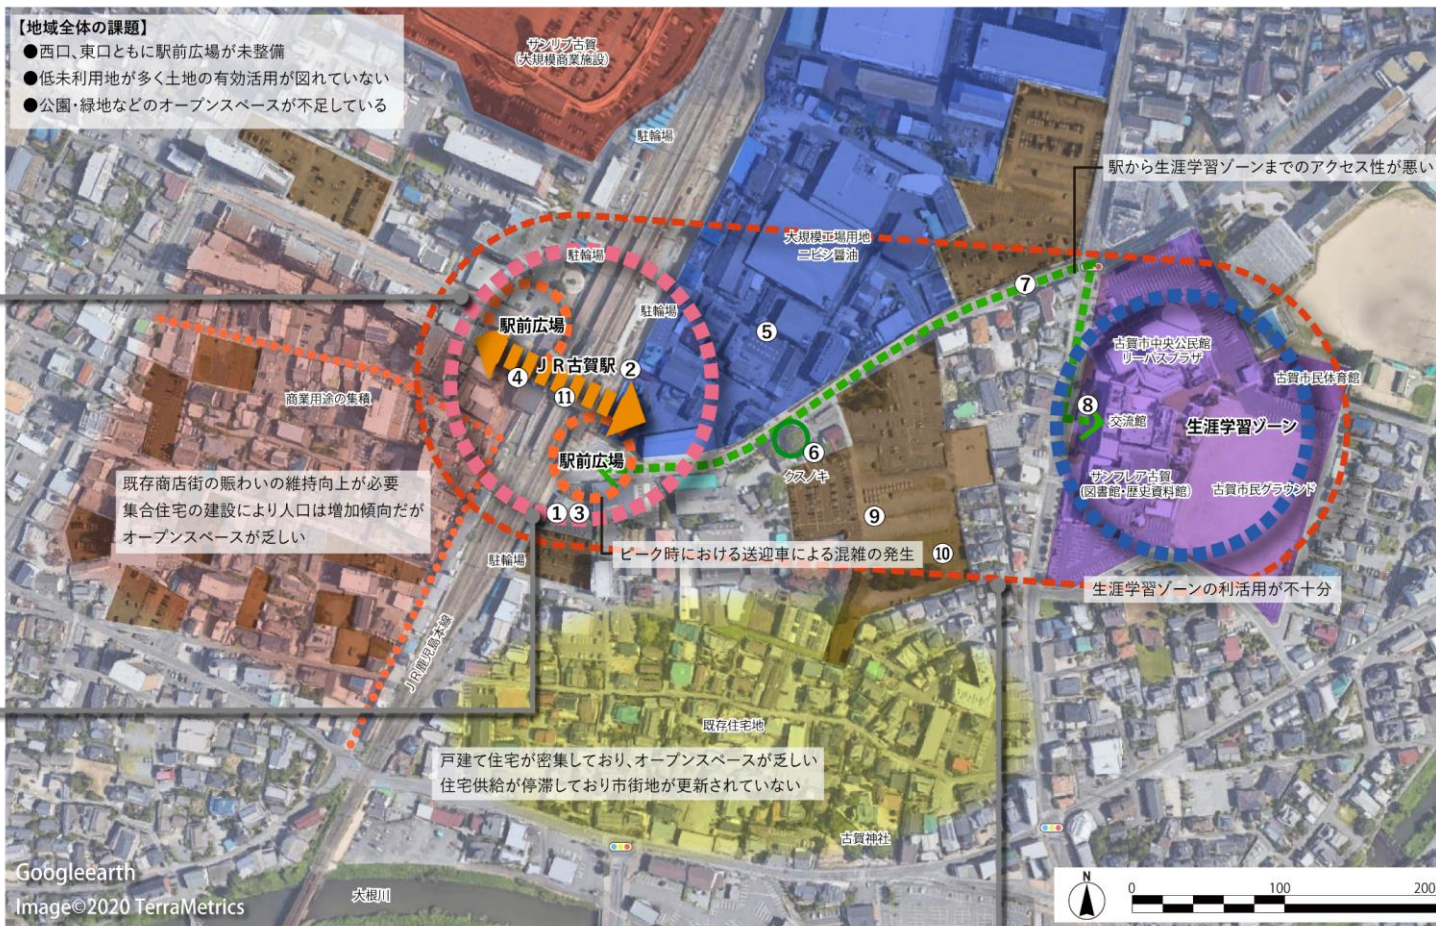 【地域全体の課題】
●西口、東口ともに駅前広場が未整備
●低未利用地が多く土地の有効活用が図れていない
●公園・緑地などのオープンスペースが不足している
サンリブ古賀
(大規模商業施設)
駐輪場
駅から生涯学習ゾーンまでのアクセス性が悪い
大規模工場用地
ニビシ醤油
駐輪場
⑦
駐輪場
駅前広場
⑤
JR古賀駅
②
④
⑪
古賀市中央公民館
リーパスプラザ
古賀市民体育館
商業用途の集積
⑧
交流館
生涯学習ゾーン
駅前広場
⑥
クスノキ
サンフレア古賀
(図書館・歴史資料館)
古賀市民グラウンド
既存商店街の賑わいの維持向上が必要
集合住宅の建設により人口は増加傾向だが
オープンスペースが乏しい
①③
⑨
駐輪場
ピーク時における送迎車による混雑の発生
⑩
生涯学習ゾーンの利活用が不十分
JR鹿児島本線
既存住宅地
戸建て住宅が密集しており、オープンスペースが乏しい
住宅供給が停滞しており市街地が更新されていない
古賀神社
Googleearth
Image©2020 TerraMetrics
大根川
N
0 100 200